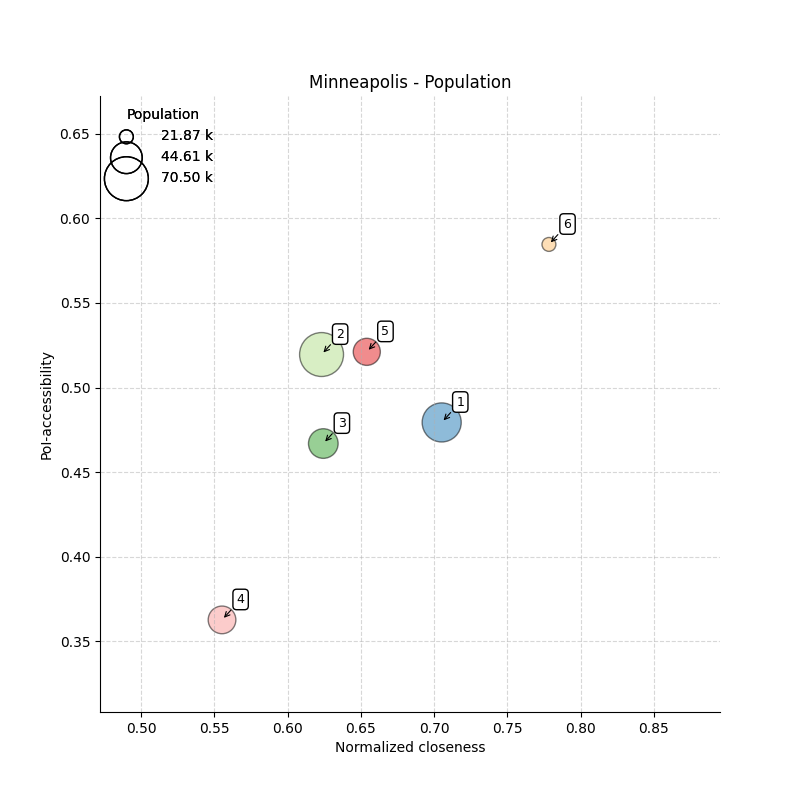 Minneapolis - Population
Population
21.87 k
44.61 k
70.50 k
0.65
0.60
0.55
0.50
0.45
0.40
0.35
PoI-accessibility
6
2
5
1
3
4
0.50 0.55 0.60 0.65 0.70 0.75 0.80 0.85
Normalized closeness